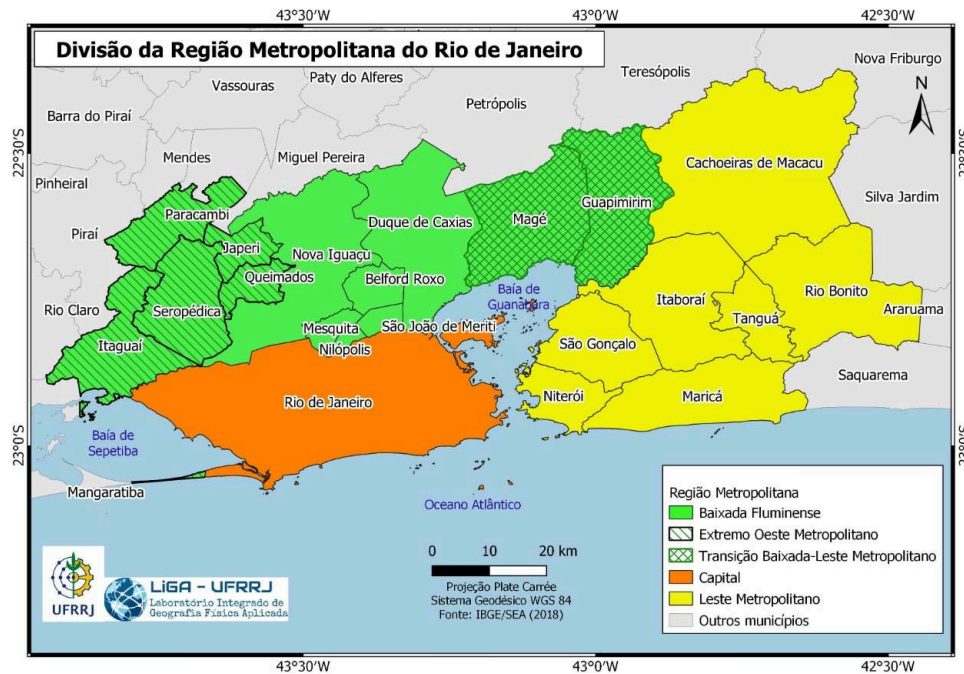 43°30'W
43°0'W
42°30'W
Divisão da Região Metropolitana do Rio de Janeiro
Nova Friburgo
Teresópolis
Paty do Alferes
Vassouras
Petrópolis
Barra do Piraí
N
22°30'S
22°30'S
Mendes
Miguel Pereira
Cachoeiras de Macacu
Pinheiral
Silva Jardim
Guapimirim
Paracambi
Magé
Duque de Caxias
Piraí
Japeri
Nova Iguaçu
Queimados
Belford Roxo
Baía de
Guanabara
Rio Bonito
Itaboraí
Rio Claro
Seropédica
Araruama
Tanguá
Mesquita
São João de Meriti
Itaguaí
São Gonçalo
Nilópolis
Saquarema
Rio de Janeiro
Niterói
Maricá
Baía de
Sepetiba
23°0'S
23°0'S
Mangaratiba
Oceano Atlântico
Região Metropolitana
Baixada Fluminense
Extremo Oeste Metropolitano
Transição Baixada-Leste Metropolitano
Capital
Leste Metropolitano
Outros municípios
0 10 20 km
Projeção Plate Carrée
Sistema Geodésico WGS 84
Fonte: IBGE/SEA (2018)
UFRRJ
LiGA - UFRRJ
Laboratório Integrado de
Geografia Física Aplicada
43°30'W
43°0'W
42°30'W